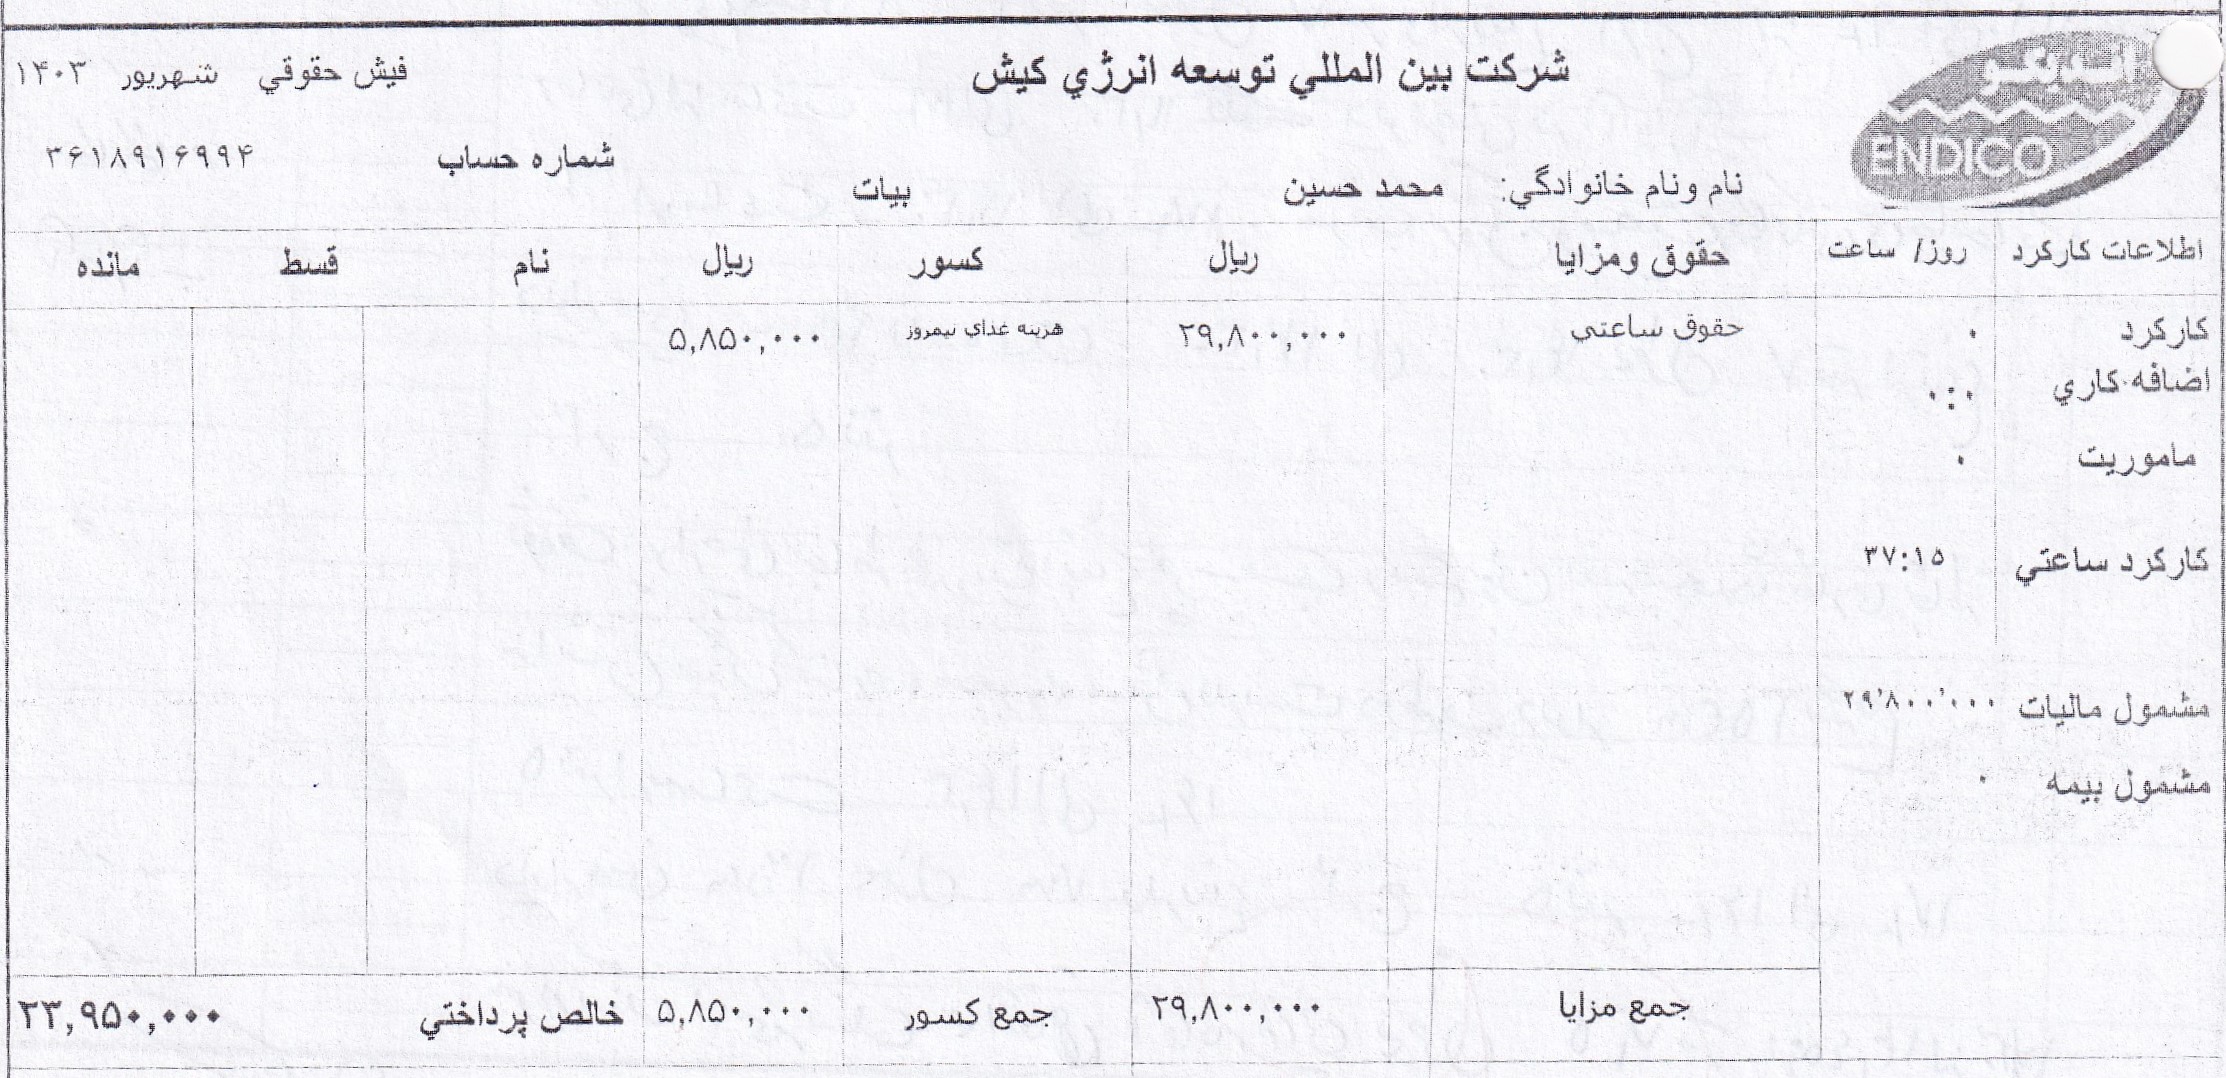 اندیکو
ENDICO
شركت بين المللي توسعه انرژي كيش
فيش حقوقي شهريور ۱۴۰۳
شماره حساب ۳۶۱۸۹۱۶۹۹۴
نام ونام خانوادگي: محمد حسين بيات
اطلاعات كاركرد روز/ ساعت حقوق ومزايا ريال كسور ريال نام قسط مانده
كاركرد ۰ حقوق ساعتي ۲۹,۸۰۰,۰۰۰ هزينه غذاي نيمروز ۵,۸۵۰,۰۰۰
اضافه كاري ۰:۰
ماموريت ۰
كاركرد ساعتي ۳۷:۱۵
مشمول ماليات ۲۹'۸۰۰'۰۰۰
مشمول بيمه ۰
جمع مزايا ۲۹,۸۰۰,۰۰۰ جمع كسور ۵,۸۵۰,۰۰۰ خالص پرداختي ۲۳,۹۵۰,۰۰۰